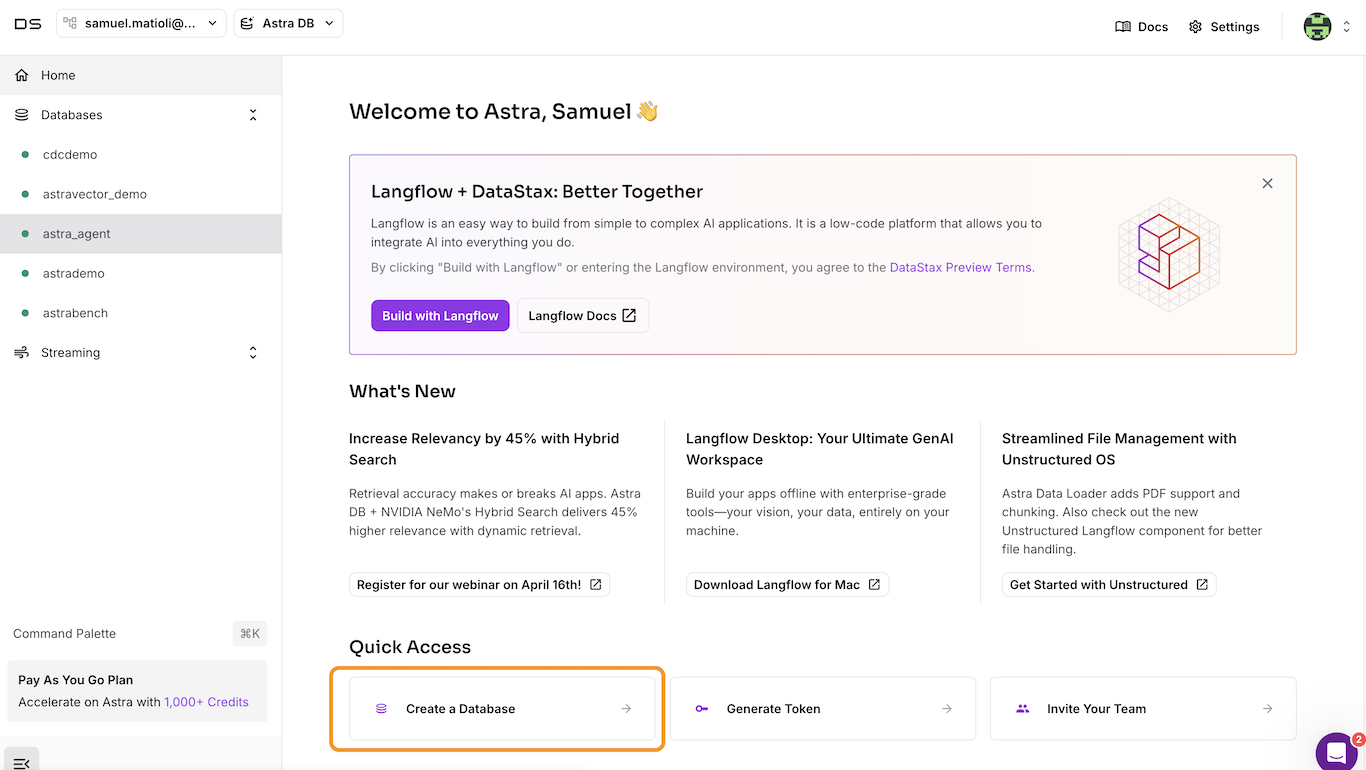 DS
samuel.matioli@...
Astra DB
Docs
Settings
Home
Databases
cdcdemo
astravector_demo
astra_agent
astrademo
astrabench
Streaming
Command Palette
⌘K
Pay As You Go Plan
Accelerate on Astra with 1,000+ Credits
Welcome to Astra, Samuel 👋
Langflow + DataStax: Better Together
Langflow is an easy way to build from simple to complex AI applications. It is a low-code platform that allows you to
integrate AI into everything you do.
By clicking "Build with Langflow" or entering the Langflow environment, you agree to the DataStax Preview Terms.
Build with Langflow
Langflow Docs
What's New
Increase Relevancy by 45% with Hybrid
Search
Retrieval accuracy makes or breaks AI apps. Astra
DB + NVIDIA NeMo's Hybrid Search delivers 45%
higher relevance with dynamic retrieval.
Register for our webinar on April 16th!
Langflow Desktop: Your Ultimate GenAI
Workspace
Build your apps offline with enterprise-grade
tools—your vision, your data, entirely on your
machine.
Download Langflow for Mac
Streamlined File Management with
Unstructured OS
Astra Data Loader adds PDF support and
chunking. Also check out the new
Unstructured Langflow component for better
file handling.
Get Started with Unstructured
Quick Access
Create a Database
Generate Token
Invite Your Team
2